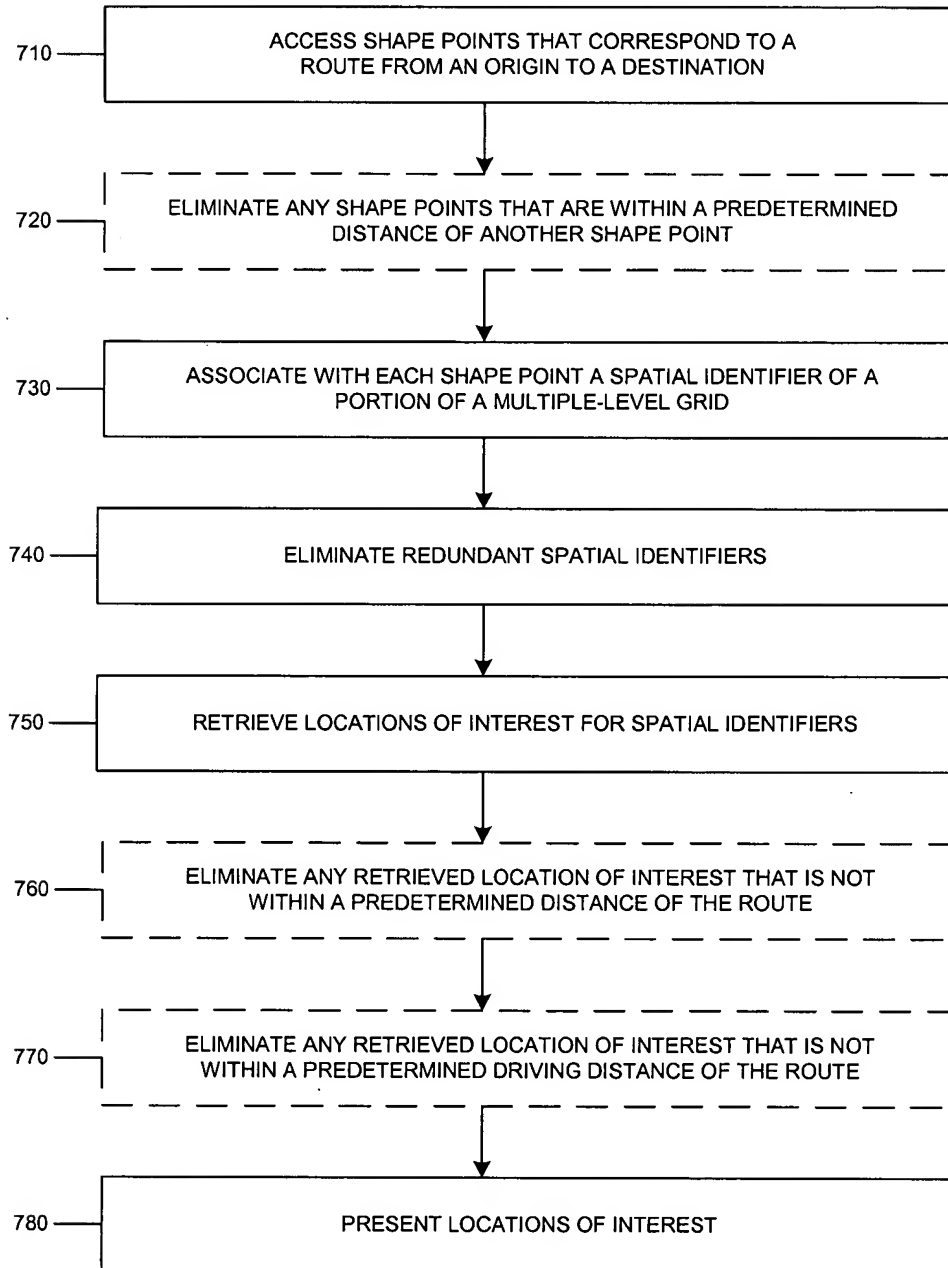 710
ACCESS SHAPE POINTS THAT CORRESPOND TO A
ROUTE FROM AN ORIGIN TO A DESTINATION
720
ELIMINATE ANY SHAPE POINTS THAT ARE WITHIN A PREDETERMINED
DISTANCE OF ANOTHER SHAPE POINT
730
ASSOCIATE WITH EACH SHAPE POINT A SPATIAL IDENTIFIER OF A
PORTION OF A MULTIPLE-LEVEL GRID
740
ELIMINATE REDUNDANT SPATIAL IDENTIFIERS
750
RETRIEVE LOCATIONS OF INTEREST FOR SPATIAL IDENTIFIERS
760
ELIMINATE ANY RETRIEVED LOCATION OF INTEREST THAT IS NOT
WITHIN A PREDETERMINED DISTANCE OF THE ROUTE
770
ELIMINATE ANY RETRIEVED LOCATION OF INTEREST THAT IS NOT
WITHIN A PREDETERMINED DRIVING DISTANCE OF THE ROUTE
780
PRESENT LOCATIONS OF INTEREST